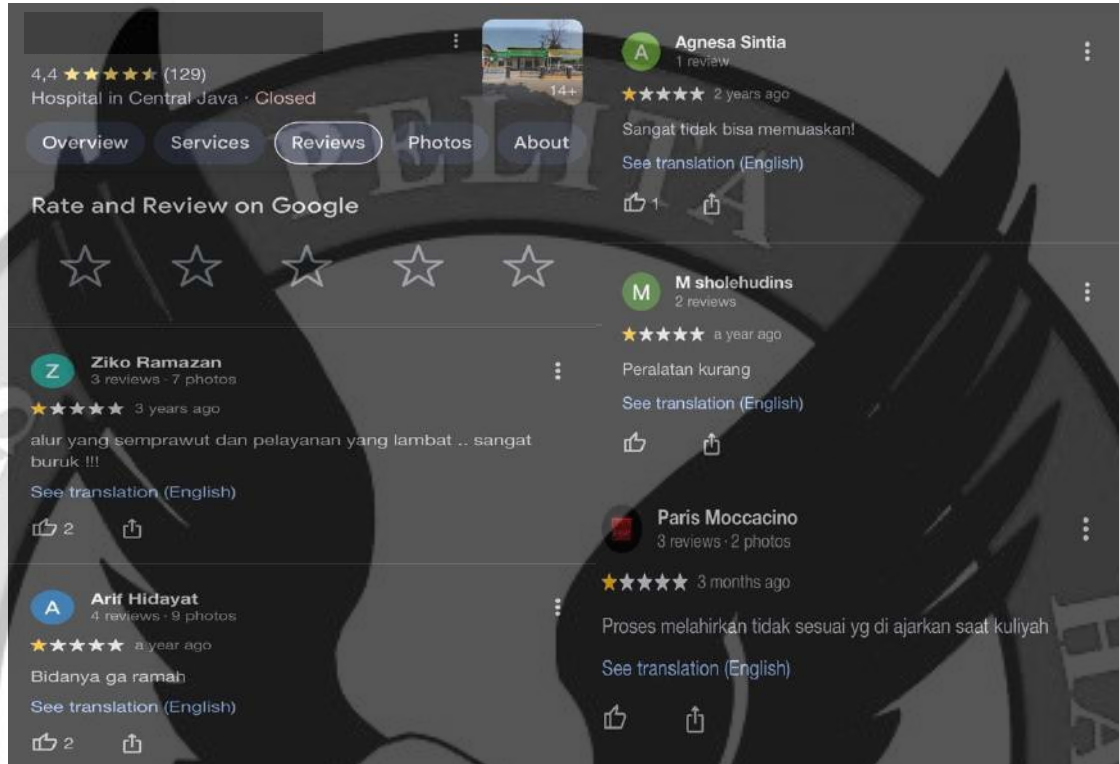 4,4 ★★★★★ (129)
Hospital in Central Java · Closed
14+
Overview Services Reviews Photos About
Rate and Review on Google
Z
Ziko Ramazan
3 reviews · 7 photos
★★★★★ 3 years ago
alur yang semprawut dan pelayanan yang lambat .. sangat
buruk !!!
See translation (English)
2
A
Arif Hidayat
4 reviews · 9 photos
★★★★★ a year ago
Bidanya ga ramah
See translation (English)
2
A
Agnesa Sintia
1 review
★★★★★ 2 years ago
Sangat tidak bisa memuaskan!
See translation (English)
1
M
M sholehudins
2 reviews
★★★★★ a year ago
Peralatan kurang
See translation (English)
Paris Moccacino
3 reviews · 2 photos
★★★★★ 3 months ago
Proses melahirkan tidak sesuai yg di ajarkan saat kuliyah
See translation (English)
PELITA